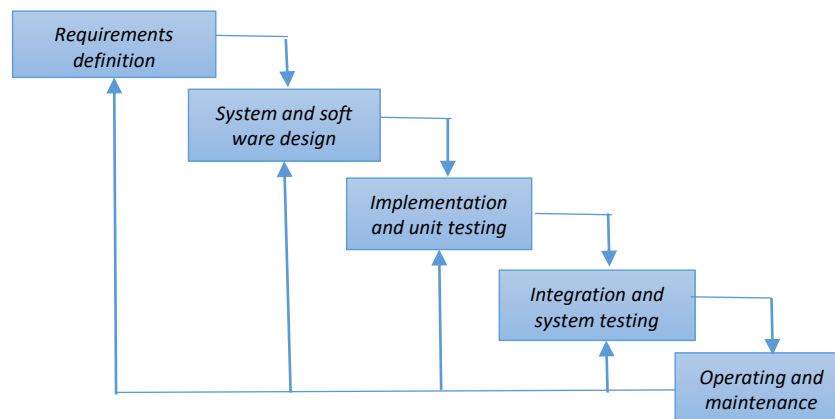 Requirements
definition
System and soft
ware design
Implementation
and unit testing
Integration and
system testing
Operating and
maintenance